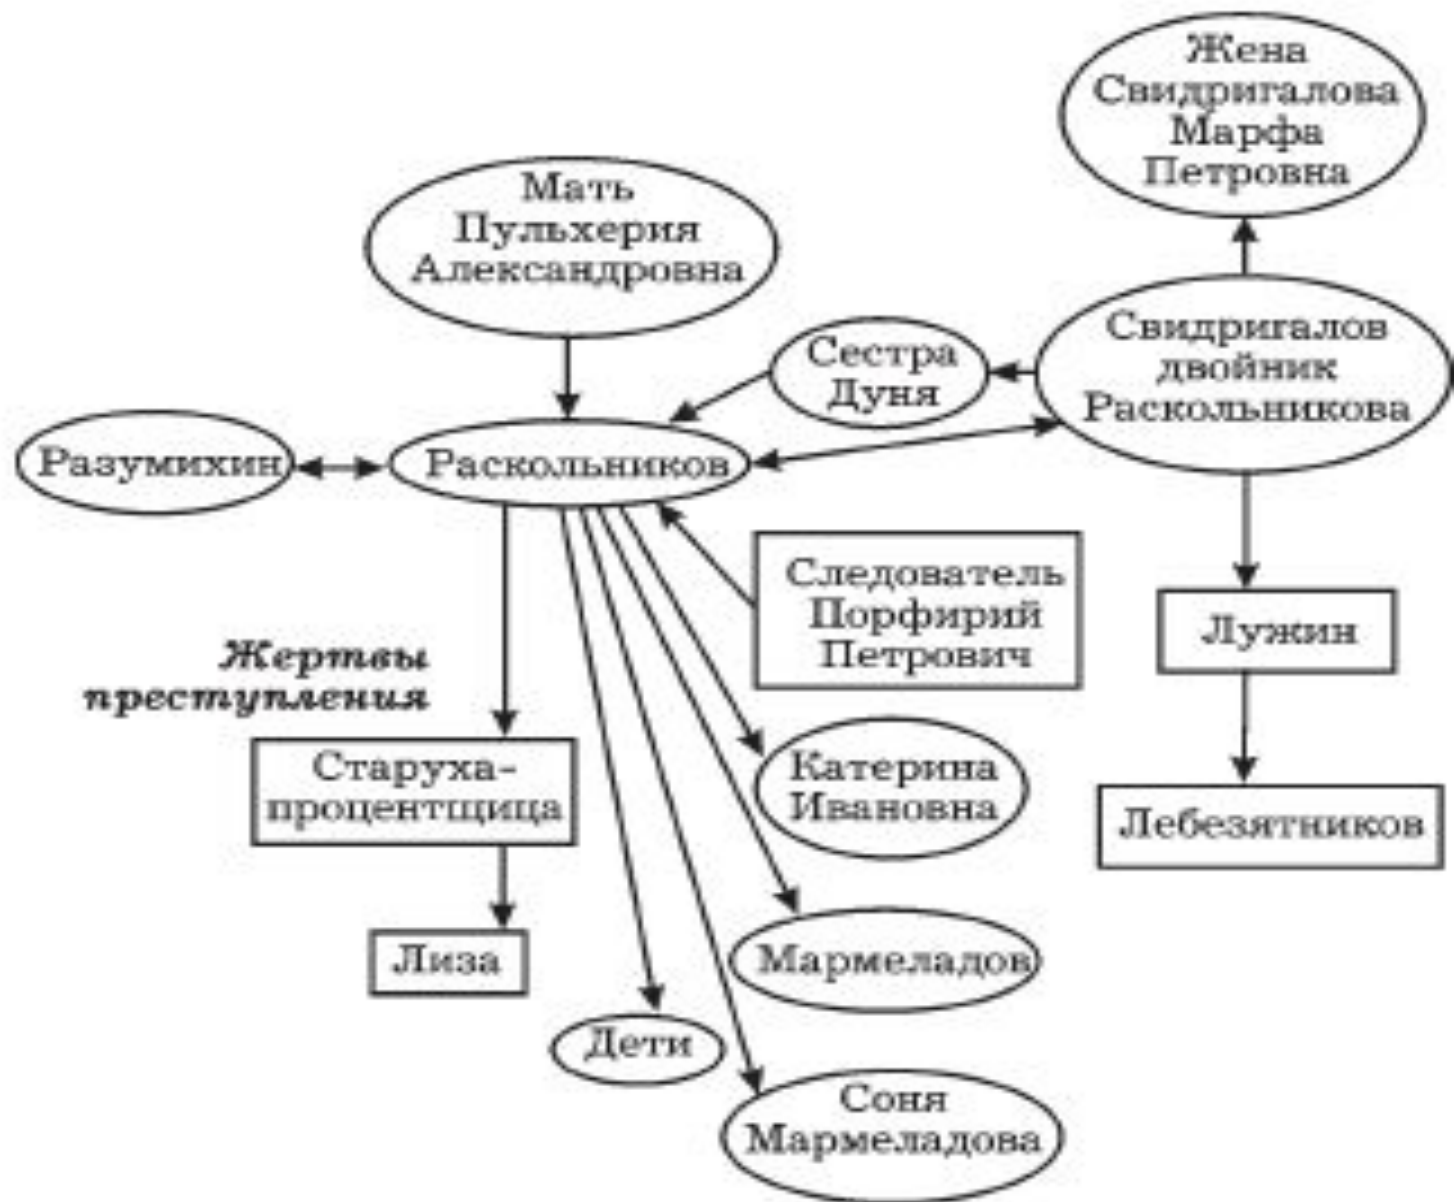 Жена
Свидригалова
Марфа
Петровна
Мать
Пульхерия
Александровна
Сестра
Дуня
Свидригалов
двойник
Раскольникова
Разумихин
Раскольников
Следователь
Порфирий
Петрович
Лужин
Жертвы
преступления
Старуха-
процентщица
Катерина
Ивановна
Лебезятников
Лиза
Мармеладов
Дети
Соня
Мармеладова